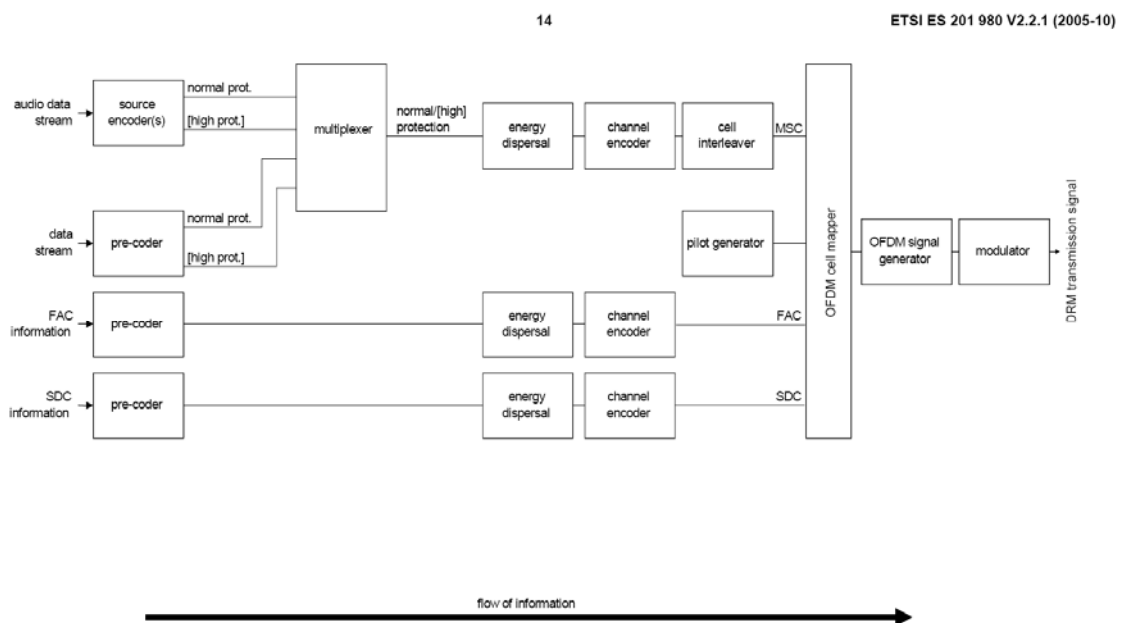 14
ETSI ES 201 980 V2.2.1 (2005-10)
audio data
stream
source
encoder(s)
normal prot.
[high prot.]
multiplexer
normal/[high]
protection
energy
dispersal
channel
encoder
cell
interleaver
MSC
data
stream
pre-coder
normal prot.
[high prot.]
pilot generator
OFDM cell mapper
OFDM signal
generator
modulator
DRM transmission signal
FAC
information
pre-coder
energy
dispersal
channel
encoder
FAC
SDC
information
pre-coder
energy
dispersal
channel
encoder
SDC
flow of information